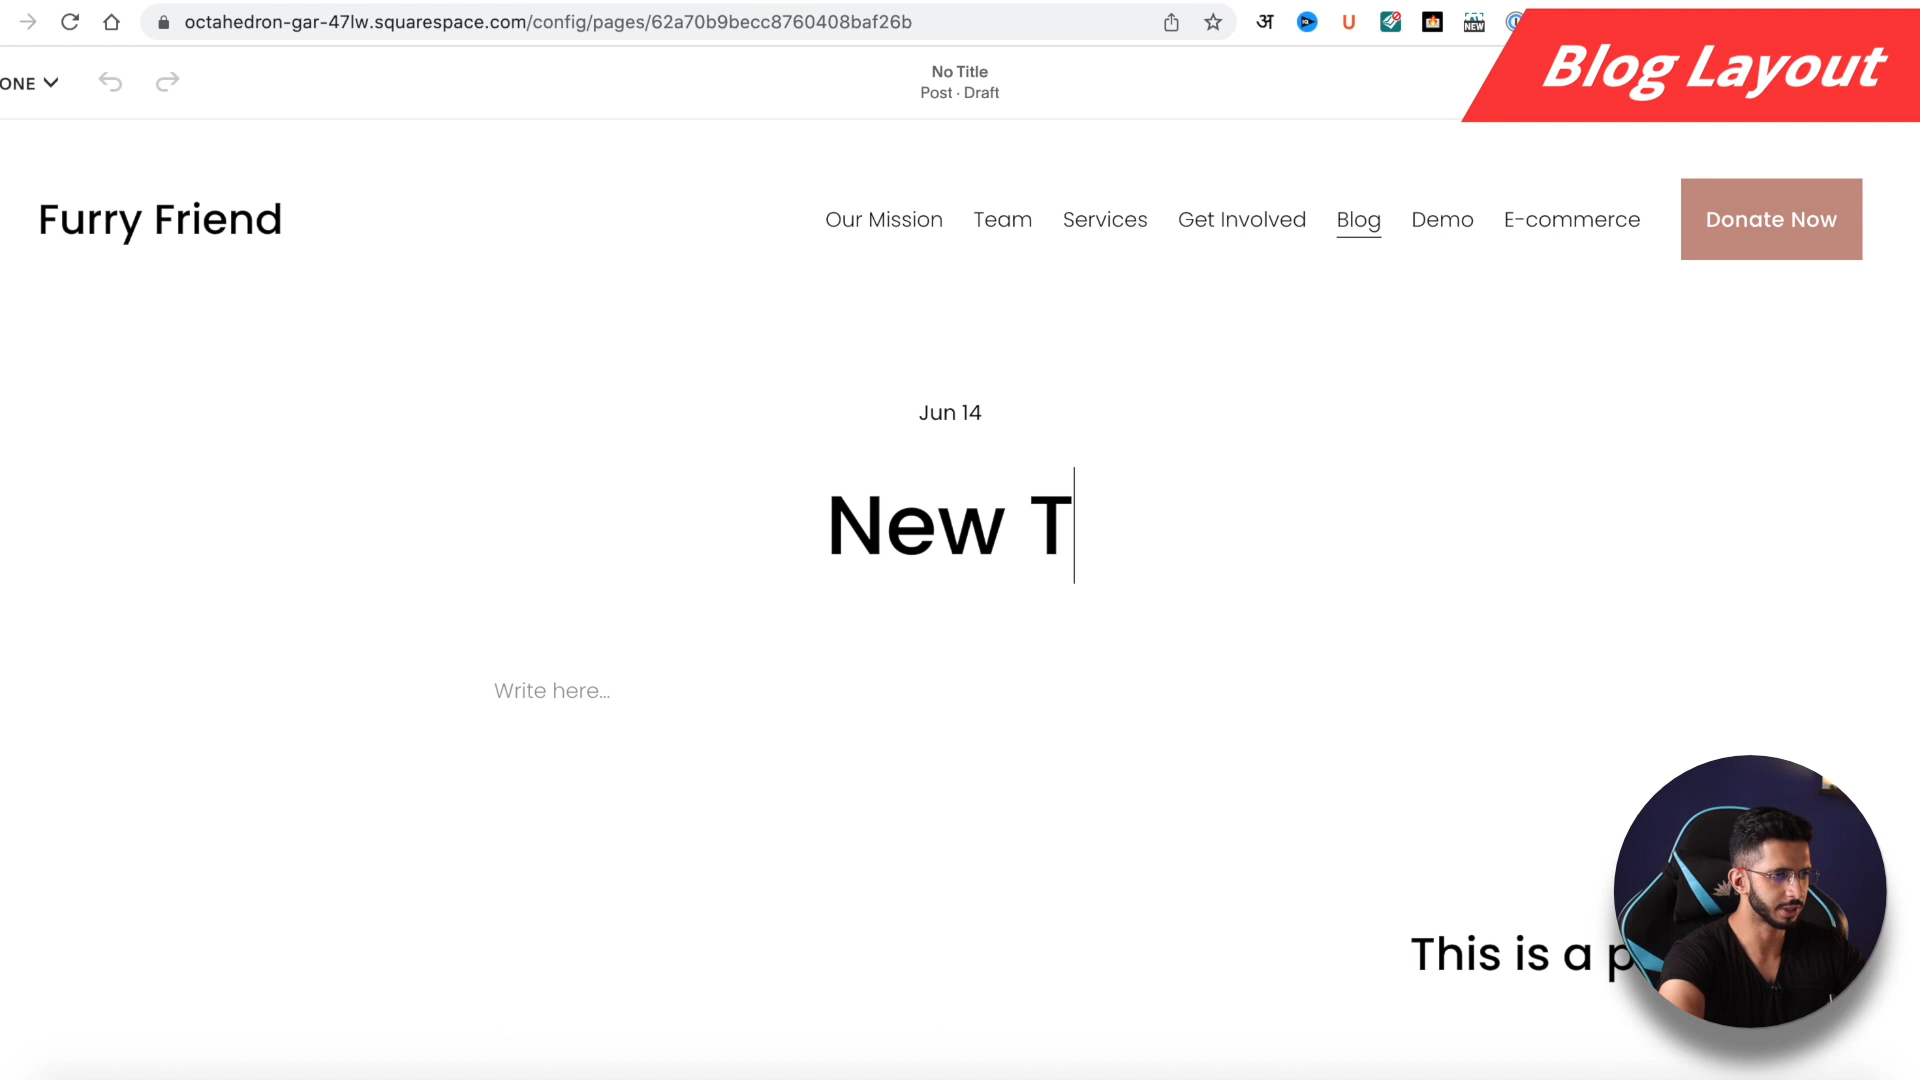 octahedron-gar-47lw.squarespace.com/config/pages/62a70b9becc8760408baf26b
अ
U
NEW
Blog Layout
ONE
No Title
Post · Draft
Furry Friend
Our Mission Team Services Get Involved Blog Demo E-commerce Donate Now
Jun 14
New T
Write here...
This is a p